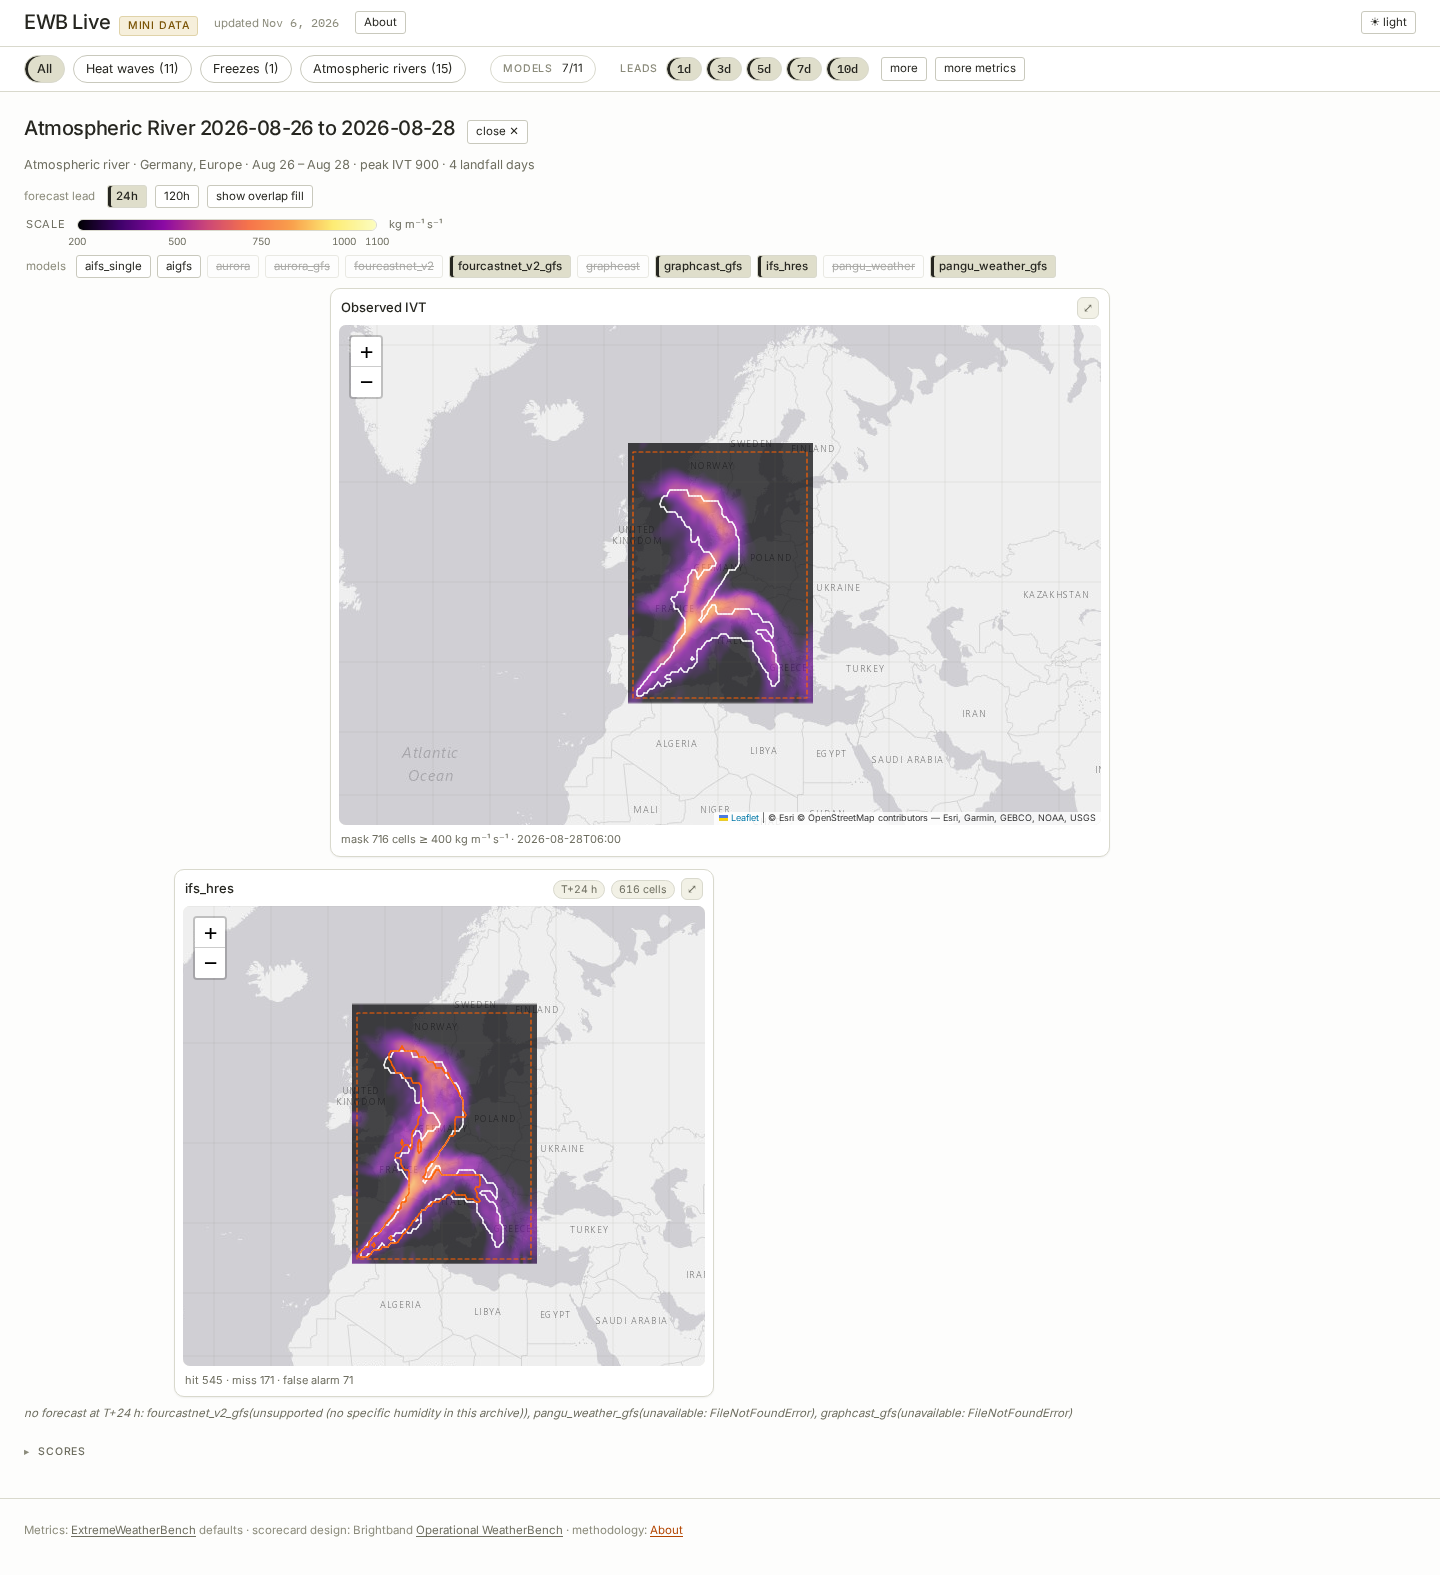 EWB Live MINI DATA updated Nov 6, 2026 About ☀ light
All Heat waves (11) Freezes (1) Atmospheric rivers (15) MODELS 7/11 LEADS 1d 3d 5d 7d 10d more more metrics
Atmospheric River 2026-08-26 to 2026-08-28 close ✕
Atmospheric river · Germany, Europe · Aug 26 – Aug 28 · peak IVT 900 · 4 landfall days
forecast lead 24h 120h show overlap fill
SCALE kg m⁻¹ s⁻¹
200 500 750 1000 1100
models aifs_single aigfs aurora aurora_gfs fourcastnet_v2 fourcastnet_v2_gfs graphcast graphcast_gfs ifs_hres pangu_weather pangu_weather_gfs
Observed IVT ⤢
+
−
SWEDEN
FINLAND
NORWAY
UNITED
KINGDOM
POLAND
UKRAINE
KAZAKHSTAN
FRANCE
GREECE
TURKEY
IRAN
ALGERIA
LIBYA
EGYPT
SAUDI ARABIA
Atlantic
Ocean
MALI
NIGER
SUDAN
Leaflet | © Esri © OpenStreetMap contributors — Esri, Garmin, GEBCO, NOAA, USGS
mask 716 cells ≥ 400 kg m⁻¹ s⁻¹ · 2026-08-28T06:00
ifs_hres T+24 h 616 cells ⤢
+
−
SWEDEN
FINLAND
NORWAY
UNITED
KINGDOM
POLAND
UKRAINE
FRANCE
GREECE
TURKEY
IRA
ALGERIA
LIBYA
EGYPT
SAUDI ARABIA
hit 545 · miss 171 · false alarm 71
no forecast at T+24 h: fourcastnet_v2_gfs(unsupported (no specific humidity in this archive)), pangu_weather_gfs(unavailable: FileNotFoundError), graphcast_gfs(unavailable: FileNotFoundError)
▸ SCORES
Metrics: ExtremeWeatherBench defaults · scorecard design: Brightband Operational WeatherBench · methodology: About